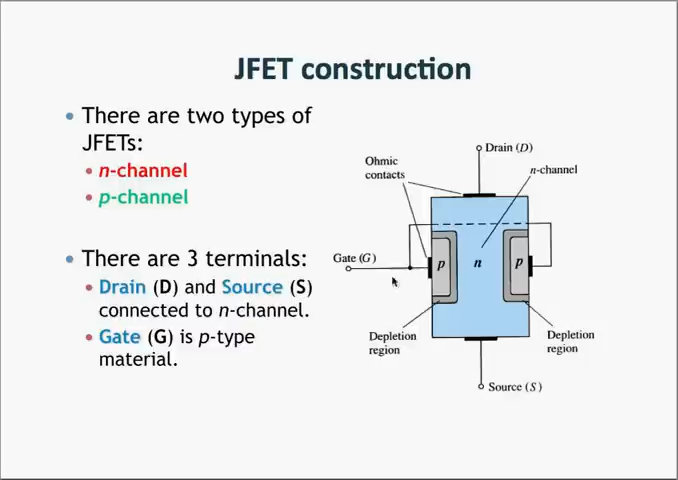 JFET construction
• There are two types of
JFETs:
• n-channel
• p-channel
• There are 3 terminals:
• Drain (D) and Source (S)
connected to n-channel.
• Gate (G) is p-type
material.
Drain (D)
Ohmic
contacts
n-channel
Gate (G)
p
n
p
Depletion
region
Depletion
region
Source (S)